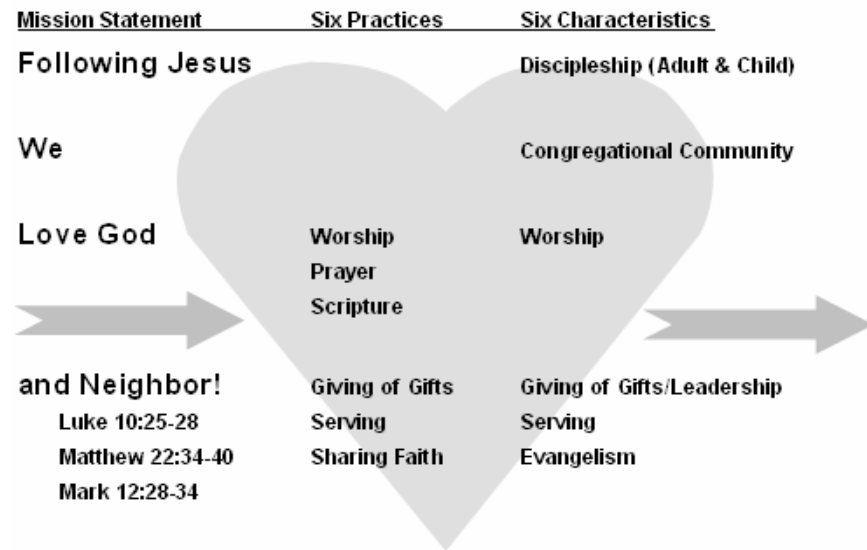 Mission Statement Six Practices Six Characteristics
Following Jesus Discipleship (Adult & Child)
We Congregational Community
Love God Worship Worship
Prayer
Scripture
and Neighbor! Giving of Gifts Giving of Gifts/Leadership
Luke 10:25-28 Serving Serving
Matthew 22:34-40 Sharing Faith Evangelism
Mark 12:28-34